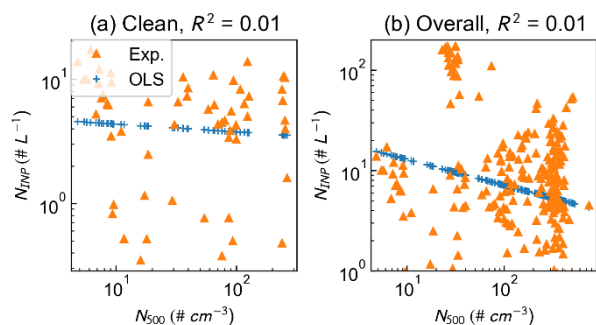 (a) Clean, R² = 0.01
(b) Overall, R² = 0.01
Exp.
OLS
N_INP (# L⁻¹)
10¹
10⁰
10¹
10²
N₅₀₀ (# cm⁻³)
N_INP (# L⁻¹)
10²
10¹
10⁰
10¹
10²
N₅₀₀ (# cm⁻³)